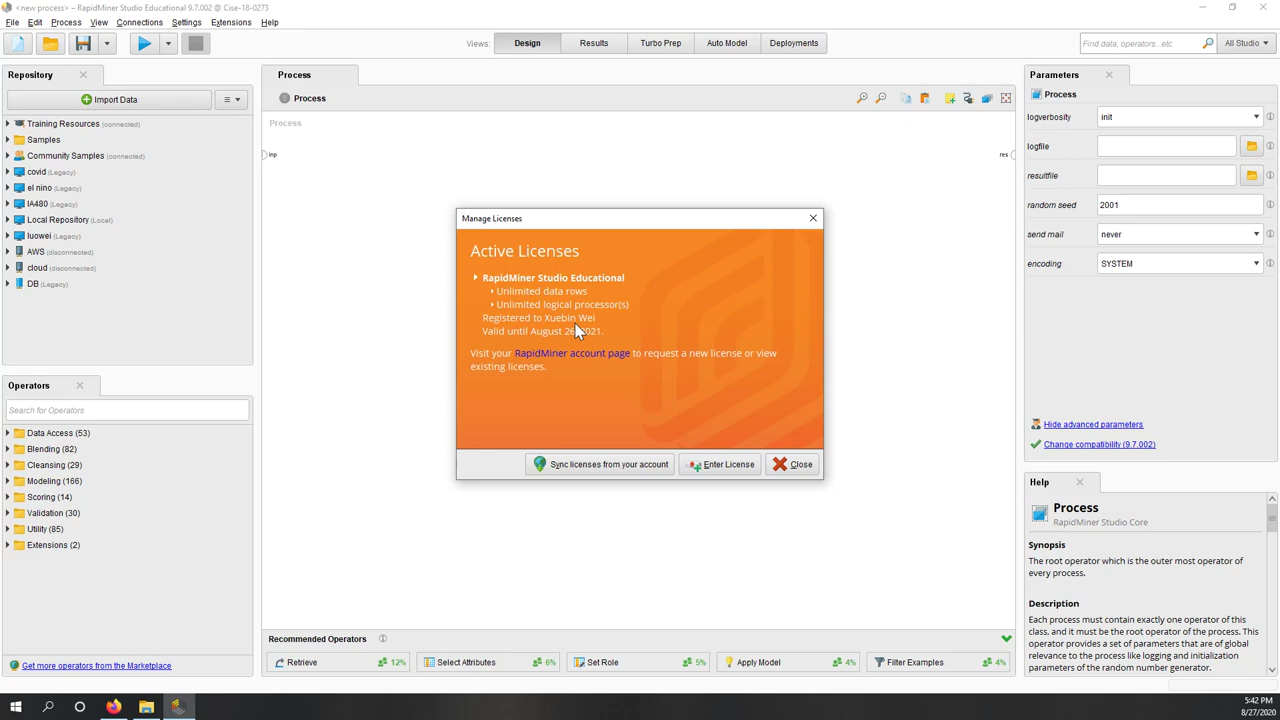 <new process> – RapidMiner Studio Educational 9.7.002 @ Cise-18-0273
File Edit Process View Connections Settings Extensions Help
Views: Design Results Turbo Prep Auto Model Deployments Find data, operators...etc All Studio
Repository
Import Data
Training Resources (connected)
Samples
Community Samples (connected)
covid (Legacy)
el nino (Legacy)
IA480 (Legacy)
Local Repository (Local)
luowei (Legacy)
AWS (disconnected)
cloud (disconnected)
DB (Legacy)
Operators
Search for Operators
Data Access (53)
Blending (82)
Cleansing (29)
Modeling (166)
Scoring (14)
Validation (30)
Utility (85)
Extensions (2)
Get more operators from the Marketplace
Process
Process
Process
inp
res
Manage Licenses
Active Licenses
RapidMiner Studio Educational
Unlimited data rows
Unlimited logical processor(s)
Registered to Xuebin Wei
Valid until August 26, 2021.
Visit your RapidMiner account page to request a new license or view
existing licenses.
Sync licenses from your account Enter License Close
Recommended Operators
Retrieve 12% Select Attributes 6% Set Role 5% Apply Model 4% Filter Examples 4%
Parameters
Process
logverbosity init
logfile
resultfile
random seed 2001
send mail never
encoding SYSTEM
Hide advanced parameters
Change compatibility (9.7.002)
Help
Process
RapidMiner Studio Core
Synopsis
The root operator which is the outer most operator of
every process.
Description
Each process must contain exactly one operator of this
class, and it must be the root operator of the process. This
operator provides a set of parameters that are of global
relevance to the process like logging and initialization
parameters of the random number generator.
5:42 PM
8/27/2020